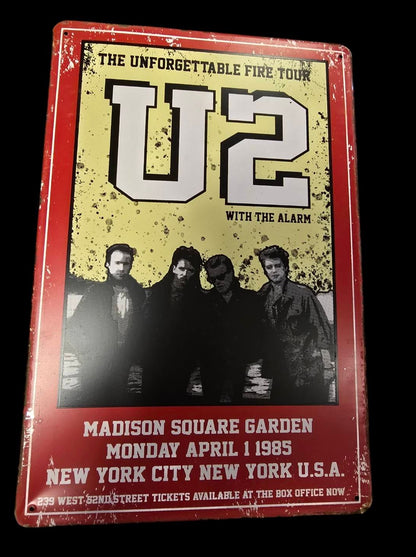 THE UNFORGETTABLE FIRE TOUR
U2
WITH THE ALARM
MADISON SQUARE GARDEN
MONDAY APRIL 1 1985
NEW YORK CITY NEW YORK U.S.A.
239 WEST 52ND STREET TICKETS AVAILABLE AT THE BOX OFFICE NOW